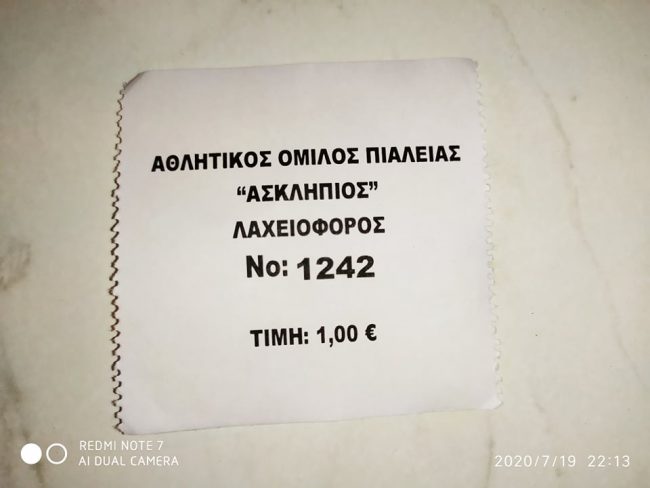 ΑΘΛΗΤΙΚΟΣ ΟΜΙΛΟΣ ΠΙΑΛΕΙΑΣ
“ΑΣΚΛΗΠΙΟΣ”
ΛΑΧΕΙΟΦΟΡΟΣ
Νο: 1242
ΤΙΜΗ: 1,00 €
REDMI NOTE 7
AI DUAL CAMERA
2020/7/19 22:13